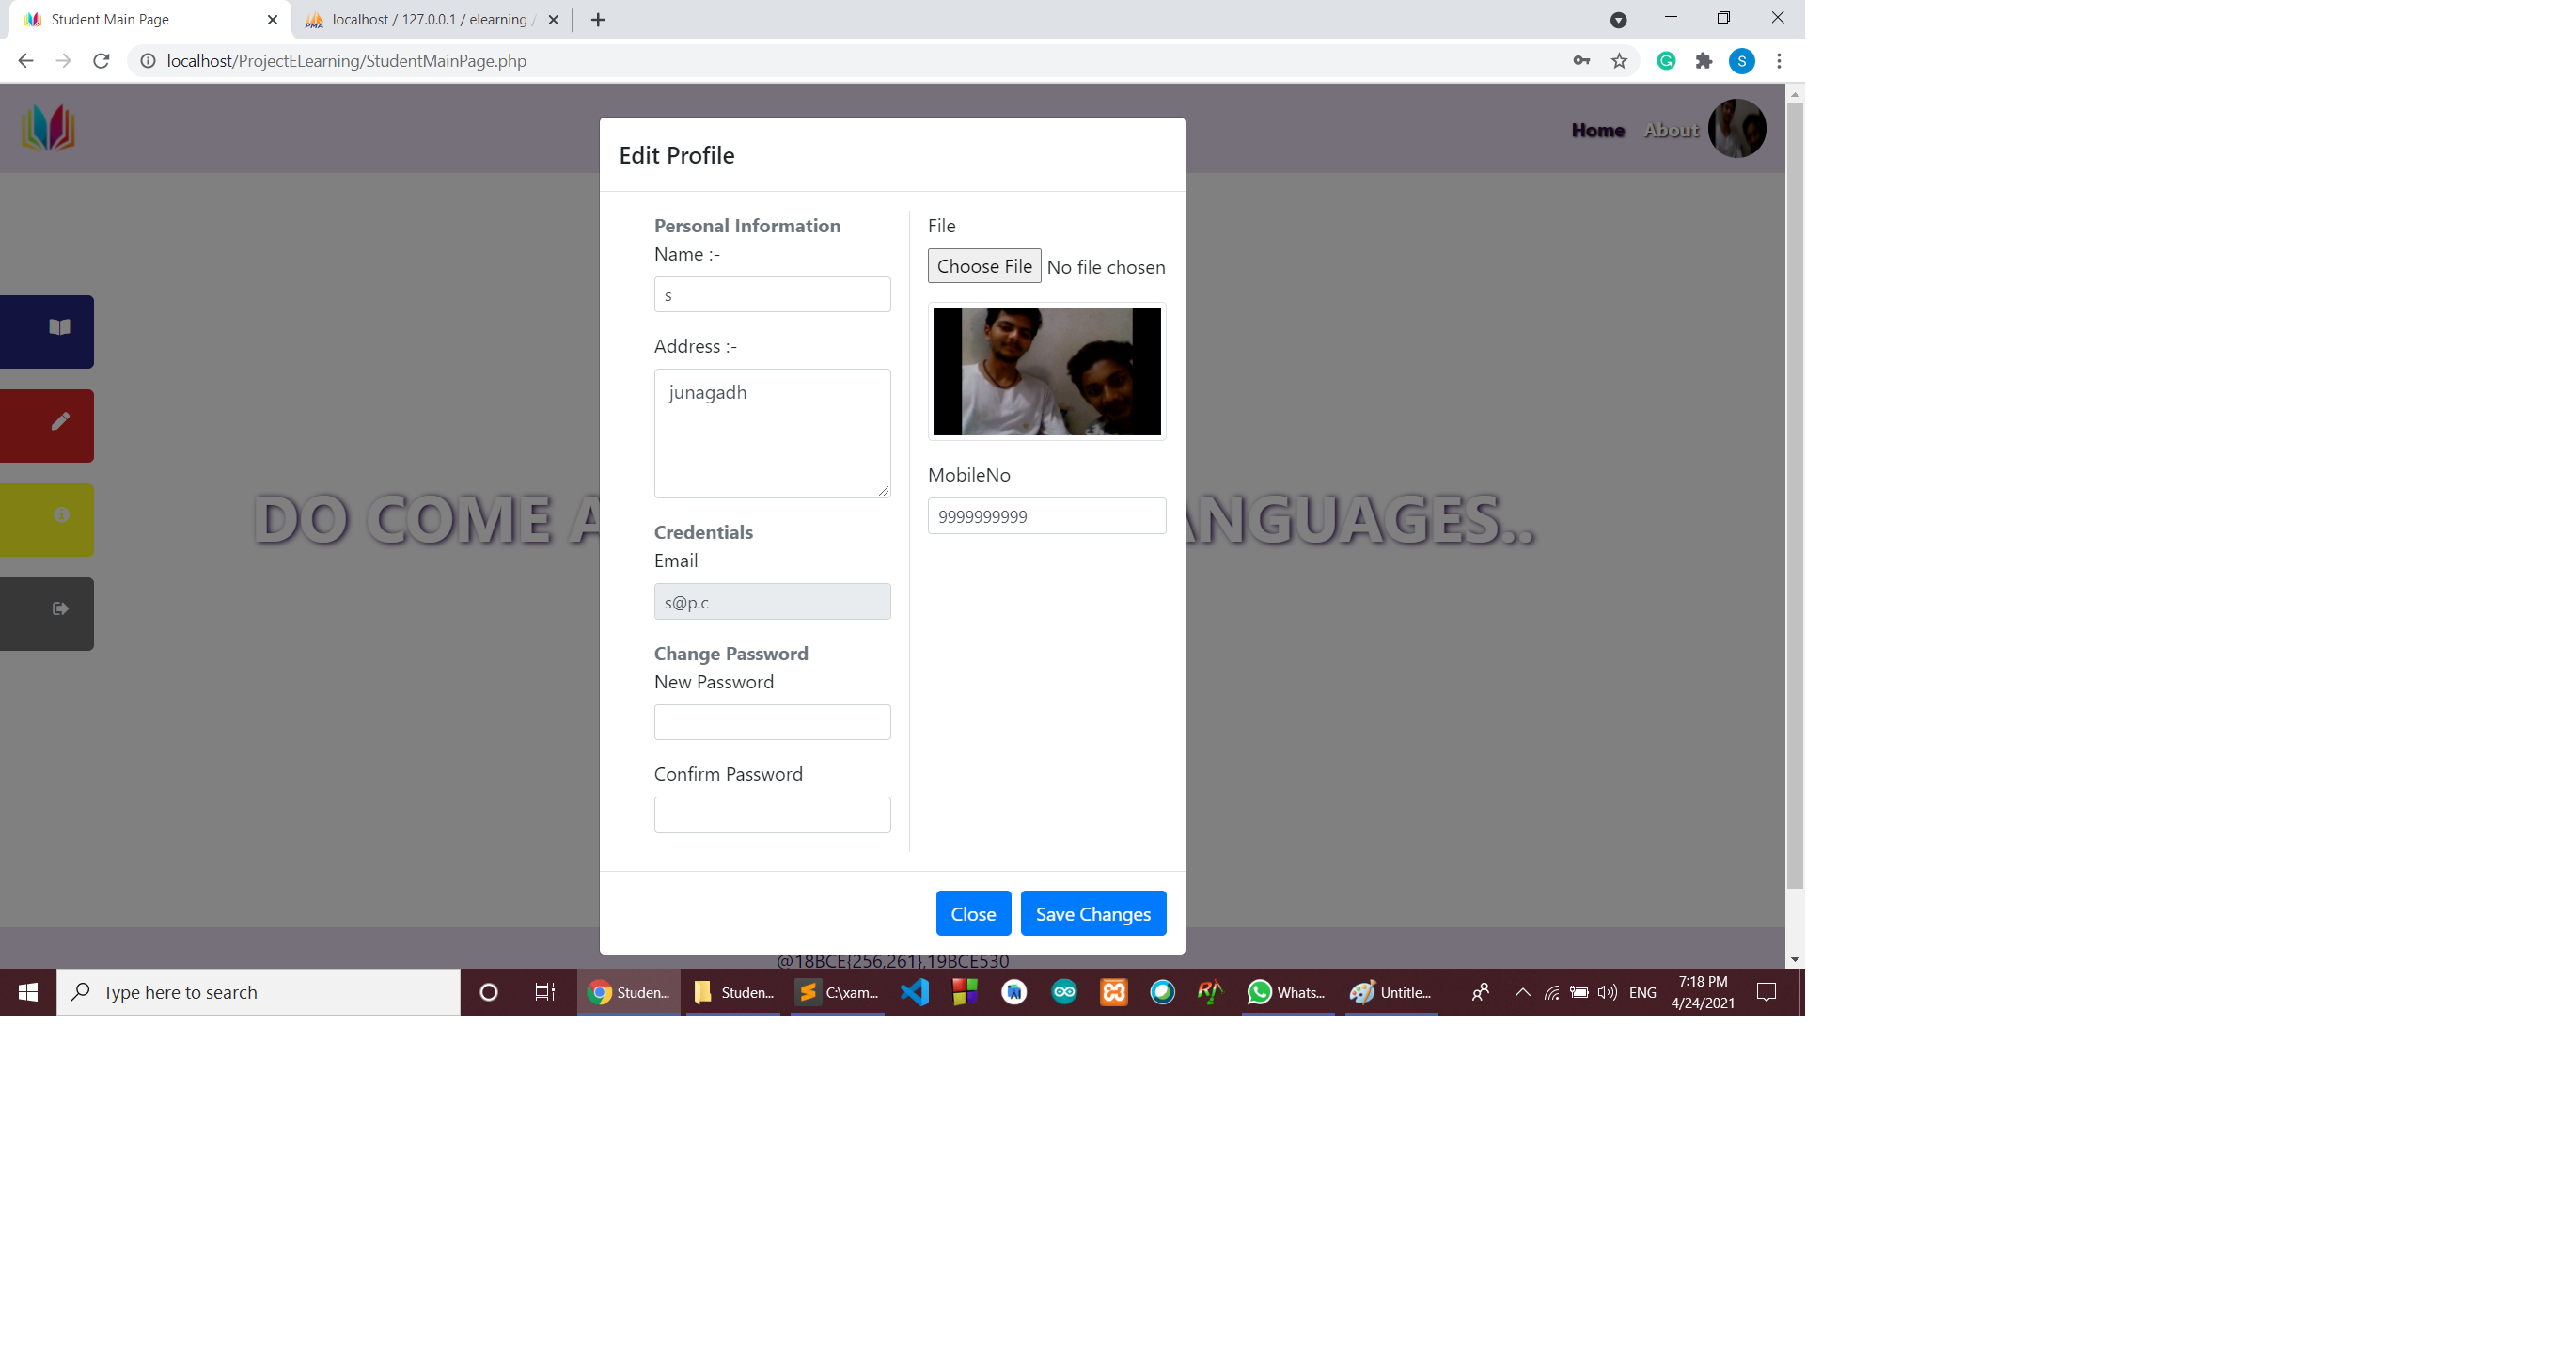 Student Main Page
localhost / 127.0.0.1 / elearning /
localhost/ProjectELearning/StudentMainPage.php
S
Home
About
Edit Profile
Personal Information
Name :-
s
Address :-
junagadh
Credentials
Email
s@p.c
Change Password
New Password
Confirm Password
File
Choose File No file chosen
MobileNo
9999999999
Close
Save Changes
DO COME A
ANGUAGES..
@18BCE{256,261},19BCE530
Type here to search
Studen...
Studen...
C:\xam...
Whats...
Untitle...
ENG
7:18 PM
4/24/2021